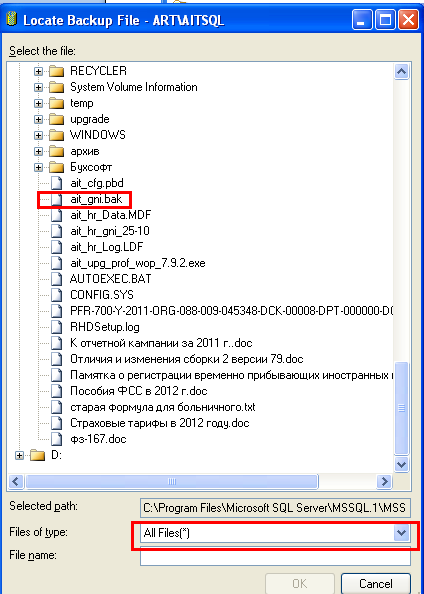 Locate Backup File - ART\AITSQL
Select the file:
RECYCLER
System Volume Information
temp
upgrade
WINDOWS
архив
Бухсофт
ait_cfg.pbd
ait_gni.bak
ait_hr_Data.MDF
ait_hr_gni_25-10
ait_hr_Log.LDF
ait_upg_prof_wop_7.9.2.exe
AUTOEXEC.BAT
CONFIG.SYS
PFR-700-Y-2011-ORG-088-009-045348-DCK-00008-DPT-000000-DC
RHDSetup.log
К отчетной кампании за 2011 г..doc
Отличия и изменения сборки 2 версии 79.doc
Памятка о регистрации временно прибывающих иностранных
Пособия ФСС в 2012 г.doc
старая формула для больничного.txt
Страховые тарифы в 2012 году.doc
фз-167.doc
D:
Selected path:
C:\Program Files\Microsoft SQL Server\MSSQL.1\MSS
Files of type:
All Files(*)
File name:
OK
Cancel